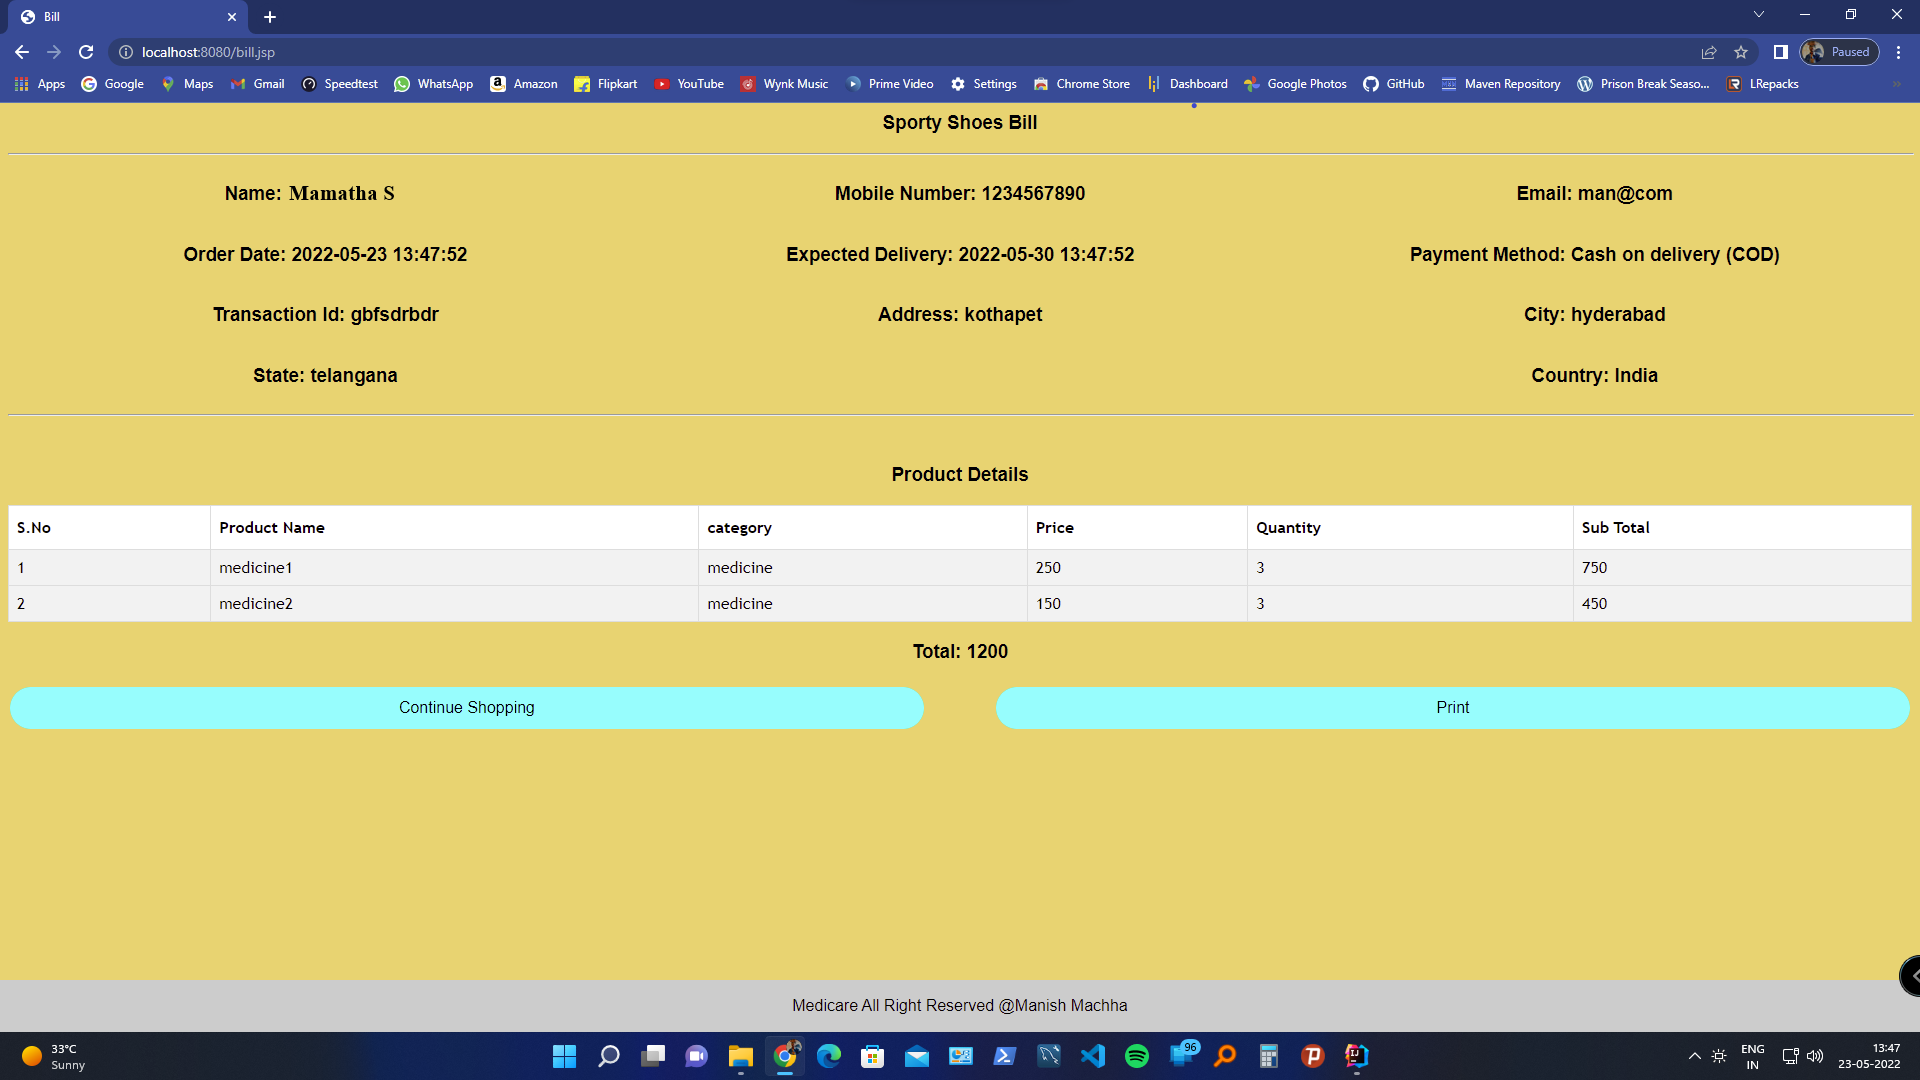 Bill
localhost:8080/bill.jsp
Paused
Apps Google Maps Gmail Speedtest WhatsApp Amazon Flipkart YouTube Wynk Music Prime Video Settings Chrome Store Dashboard Google Photos GitHub Maven Repository Prison Break Seaso... LRepacks
Sporty Shoes Bill
Name: Mamatha S Mobile Number: 1234567890 Email: man@com
Order Date: 2022-05-23 13:47:52 Expected Delivery: 2022-05-30 13:47:52 Payment Method: Cash on delivery (COD)
Transaction Id: gbfsdrbdr Address: kothapet City: hyderabad
State: telangana Country: India
Product Details
S.No Product Name category Price Quantity Sub Total
1 medicine1 medicine 250 3 750
2 medicine2 medicine 150 3 450
Total: 1200
Continue Shopping Print
Medicare All Right Reserved @Manish Machha
33°C
Sunny
96
ENG
IN
13:47
23-05-2022